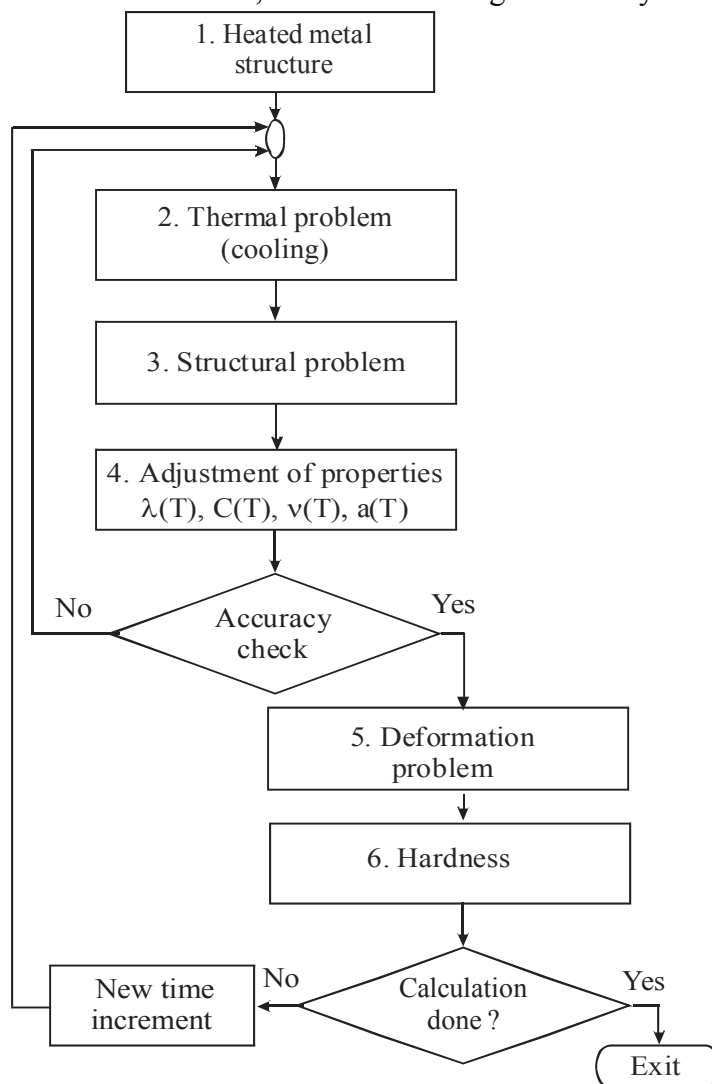 1. Heated metal
structure
2. Thermal problem
(cooling)
3. Structural problem
4. Adjustment of properties
λ(T), C(T), ν(T), a(T)
No
Accuracy
check
Yes
5. Deformation
problem
6. Hardness
New time
increment
No
Calculation
done ?
Yes
Exit